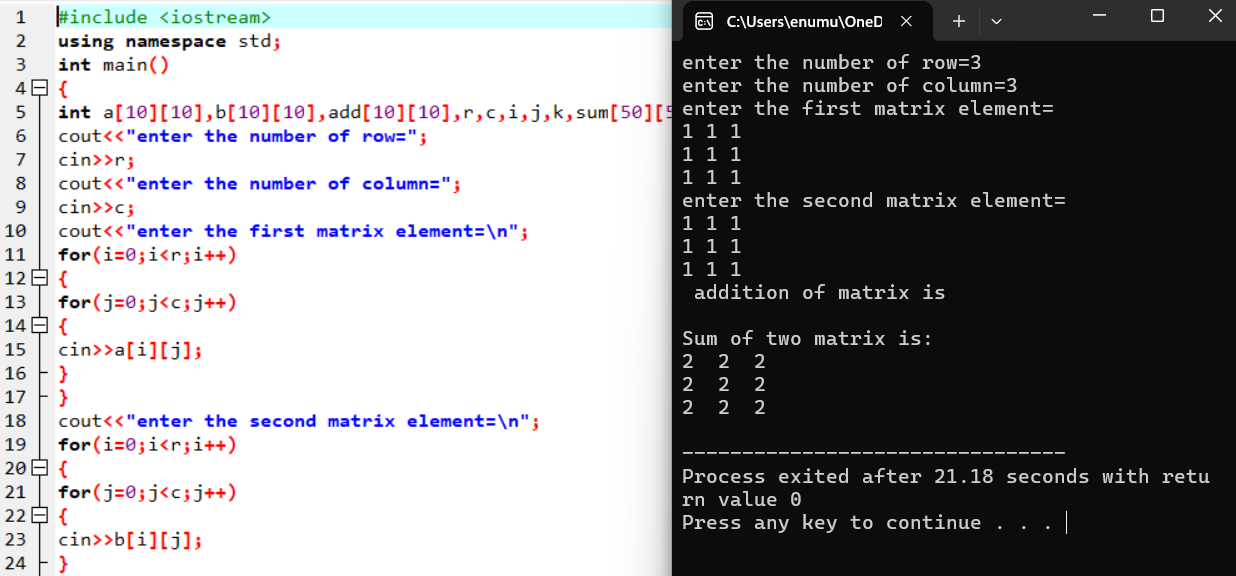 1 #include <iostream>
2 using namespace std;
3 int main()
4 {
5 int a[10][10],b[10][10],add[10][10],r,c,i,j,k,sum[50][5
6 cout<<"enter the number of row=";
7 cin>>r;
8 cout<<"enter the number of column=";
9 cin>>c;
10 cout<<"enter the first matrix element=\n";
11 for(i=0;i<r;i++)
12 {
13 for(j=0;j<c;j++)
14 {
15 cin>>a[i][j];
16 }
17 }
18 cout<<"enter the second matrix element=\n";
19 for(i=0;i<r;i++)
20 {
21 for(j=0;j<c;j++)
22 {
23 cin>>b[i][j];
24 }
C:\Users\enumu\OneD
enter the number of row=3
enter the number of column=3
enter the first matrix element=
1 1 1
1 1 1
1 1 1
enter the second matrix element=
1 1 1
1 1 1
1 1 1
 addition of matrix is
Sum of two matrix is:
2  2  2
2  2  2
2  2  2
--------------------------------
Process exited after 21.18 seconds with retu
rn value 0
Press any key to continue . . .